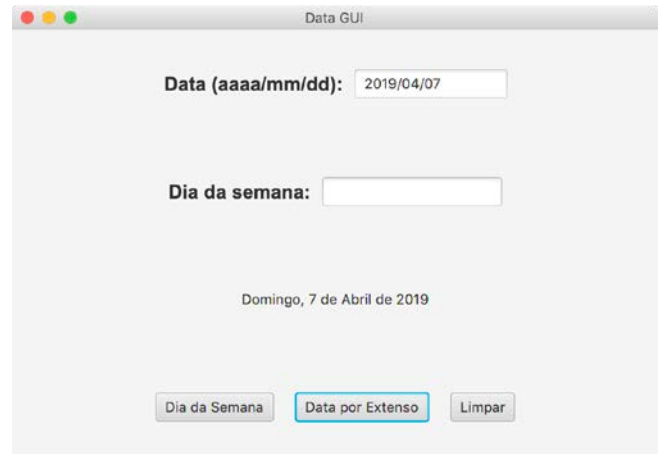 Data GUI
Data (aaaa/mm/dd): 2019/04/07
Dia da semana:
Domingo, 7 de Abril de 2019
Dia da Semana Data por Extenso Limpar